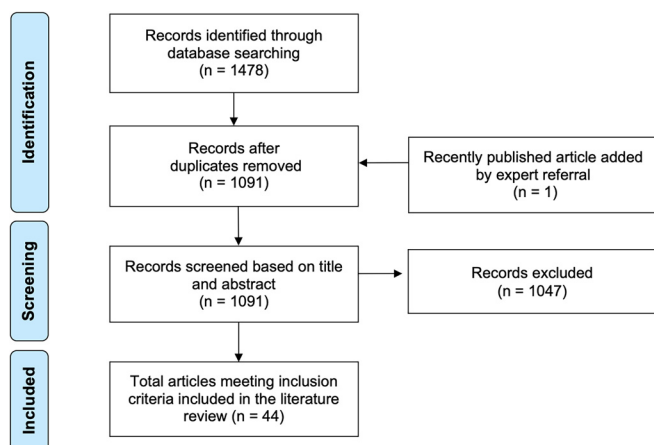 Identification
Records identified through
database searching
(n = 1478)
Records after
duplicates removed
(n = 1091)
Recently published article added
by expert referral
(n = 1)
Screening
Records screened based on title
and abstract
(n = 1091)
Records excluded
(n = 1047)
Included
Total articles meeting inclusion
criteria included in the literature
review (n = 44)